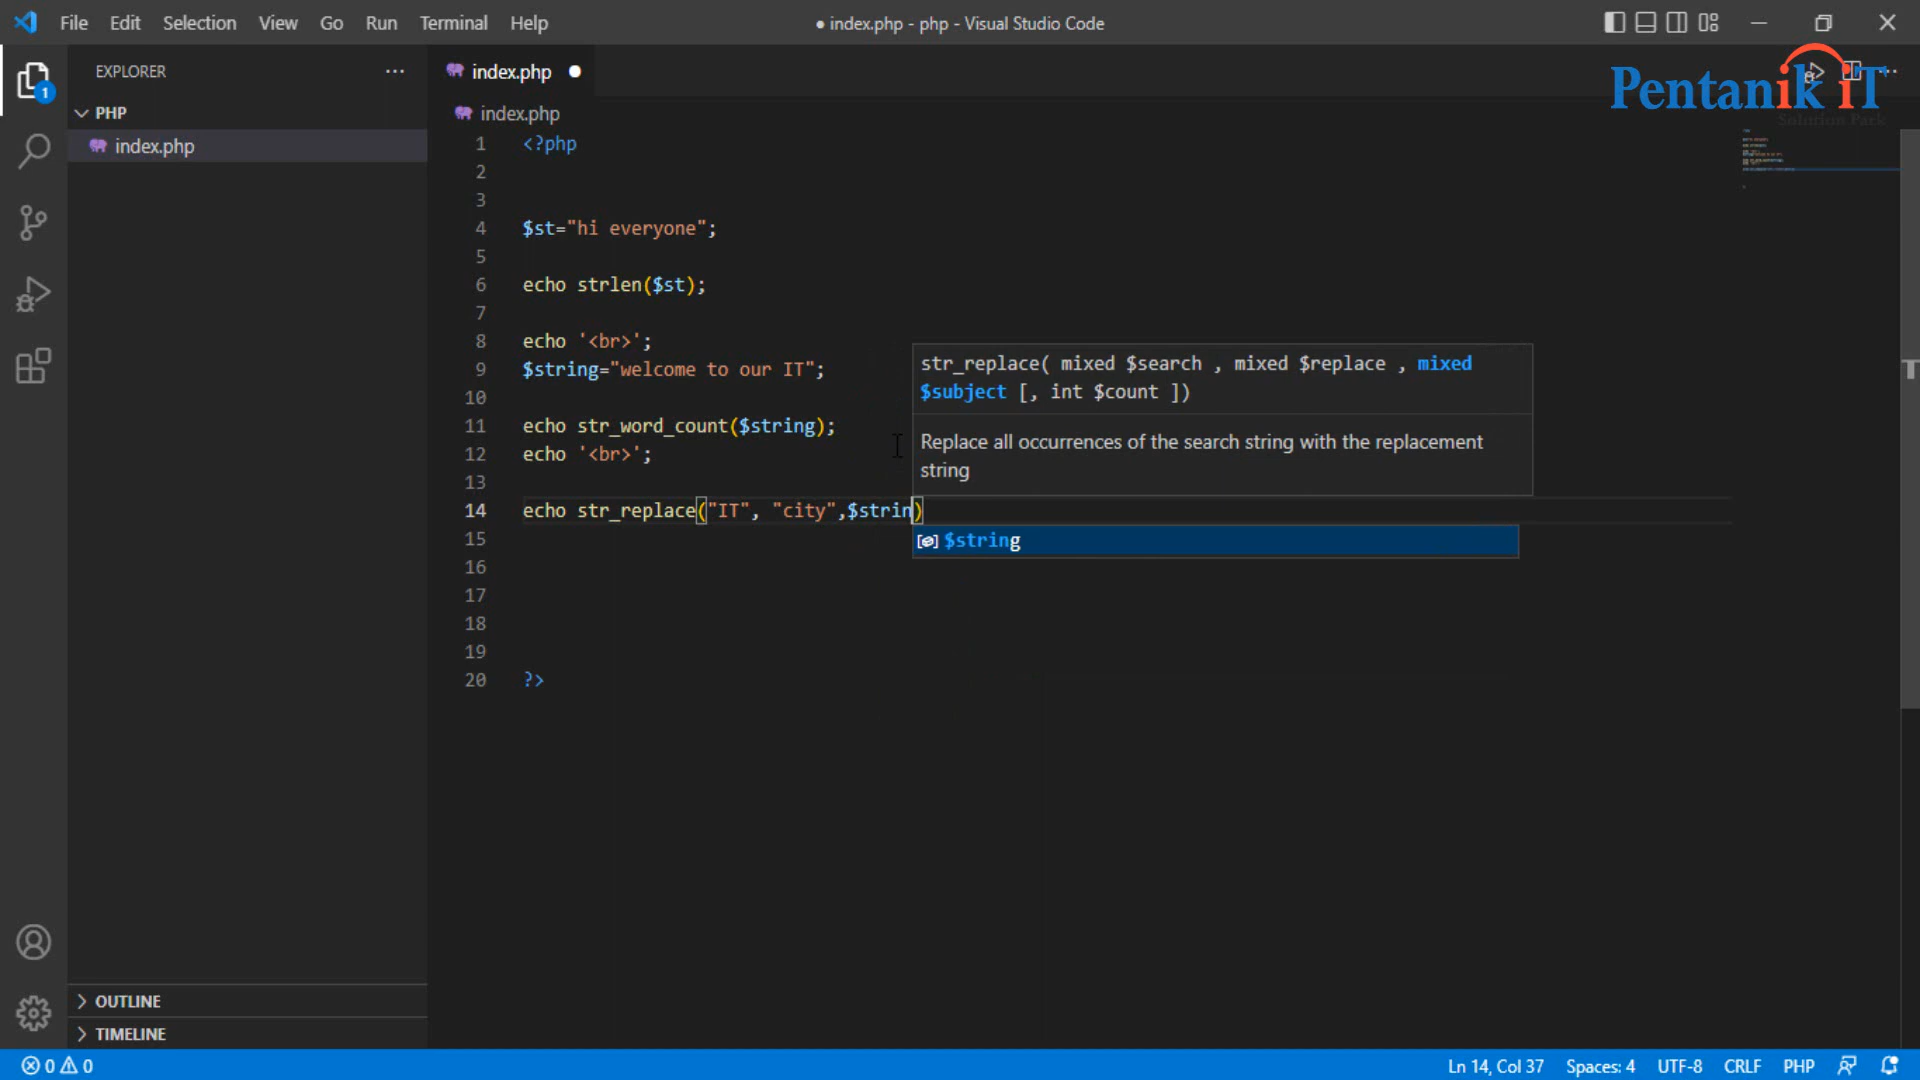 File Edit Selection View Go Run Terminal Help
● index.php - php - Visual Studio Code
Pentanik iT
Solution Park
EXPLORER
PHP
index.php
1
index.php
index.php
1 <?php
2
3
4 $st="hi everyone";
5
6 echo strlen($st);
7
8 echo '<br>';
9 $string="welcome to our IT";
10
11 echo str_word_count($string);
12 echo '<br>';
13
14 echo str_replace("IT", "city",$strin)
15
16
17
18
19
20 ?>
str_replace( mixed $search , mixed $replace , mixed
$subject [, int $count ])
Replace all occurrences of the search string with the replacement
string
$string
OUTLINE
TIMELINE
0 0
Ln 14, Col 37 Spaces: 4 UTF-8 CRLF PHP